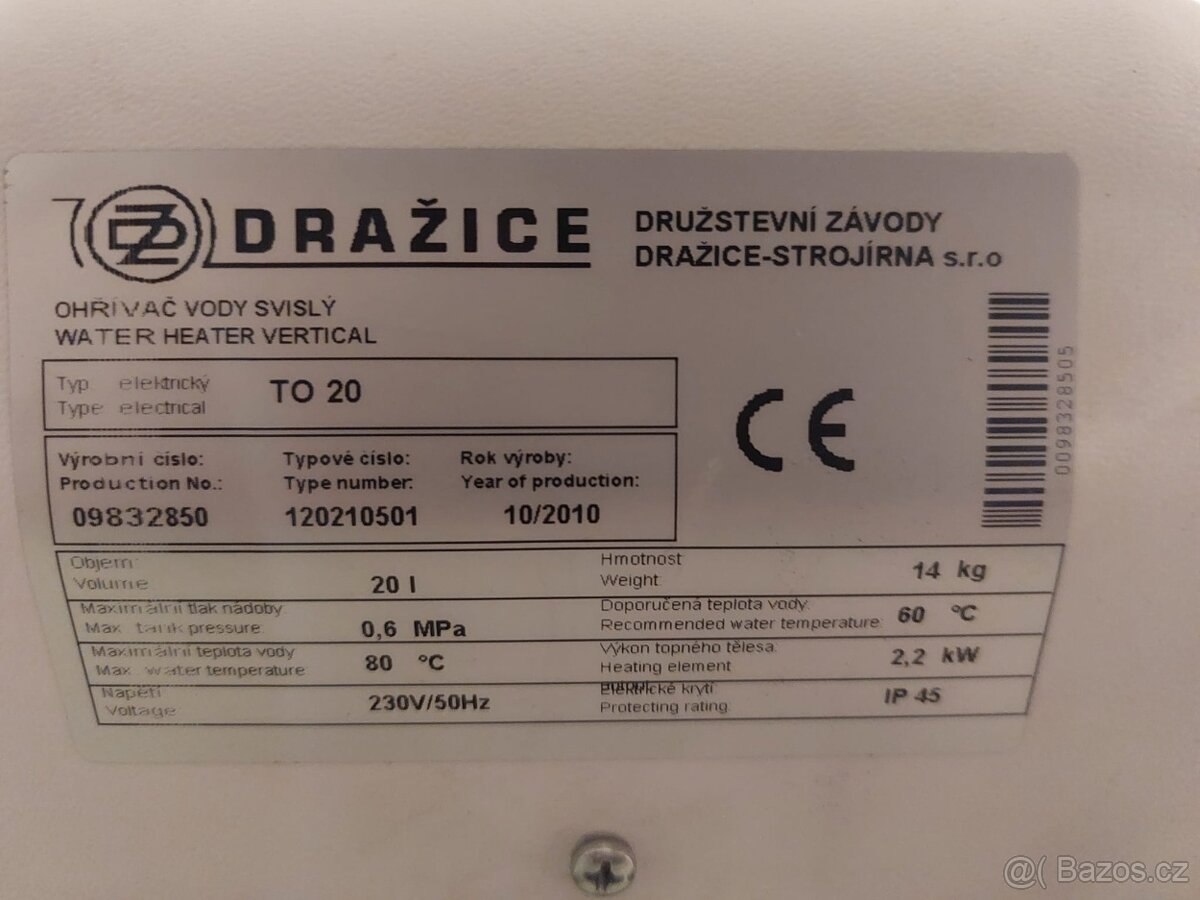 DZ DRAŽICE
DRUŽSTEVNÍ ZÁVODY
DRAŽICE-STROJÍRNA s.r.o
OHŘÍVAČ VODY SVISLÝ
WATER HEATER VERTICAL
Typ elektrický
Type electrical
TO 20
Výrobní číslo:
Production No.:
09832850
Typové číslo:
Type number:
120210501
Rok výroby:
Year of production:
10/2010
CE
0098328505
Objem:
Volume
20 l
Hmotnost
Weight:
14 kg
Maximální tlak nádoby
Max. tank pressure:
0,6 MPa
Doporučená teplota vody:
Recommended water temperature:
60 °C
Maximální teplota vody
Max. water temperature
80 °C
Výkon topného tělesa:
Heating element
2,2 kW
Napětí
Voltage
230V/50Hz
Elektrické krytí
Protecting rating:
IP 45
@( Bazos.cz